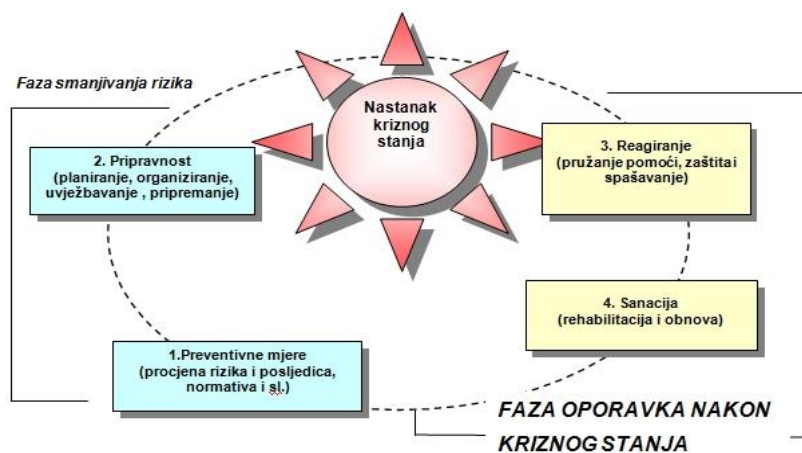 Faza smanjivanja rizika
Nastanak
kriznog
stanja
2. Pripravnost
(planiranje, organiziranje,
uvježbavanje , pripremanje)
3. Reagiranje
(pružanje pomoći, zaštita i
spašavanje)
4. Sanacija
(rehabilitacija i obnova)
1.Preventivne mjere
(procjena rizika i posljedica,
normativa i sl.)
FAZA OPORAVKA NAKON
KRIZNOG STANJA